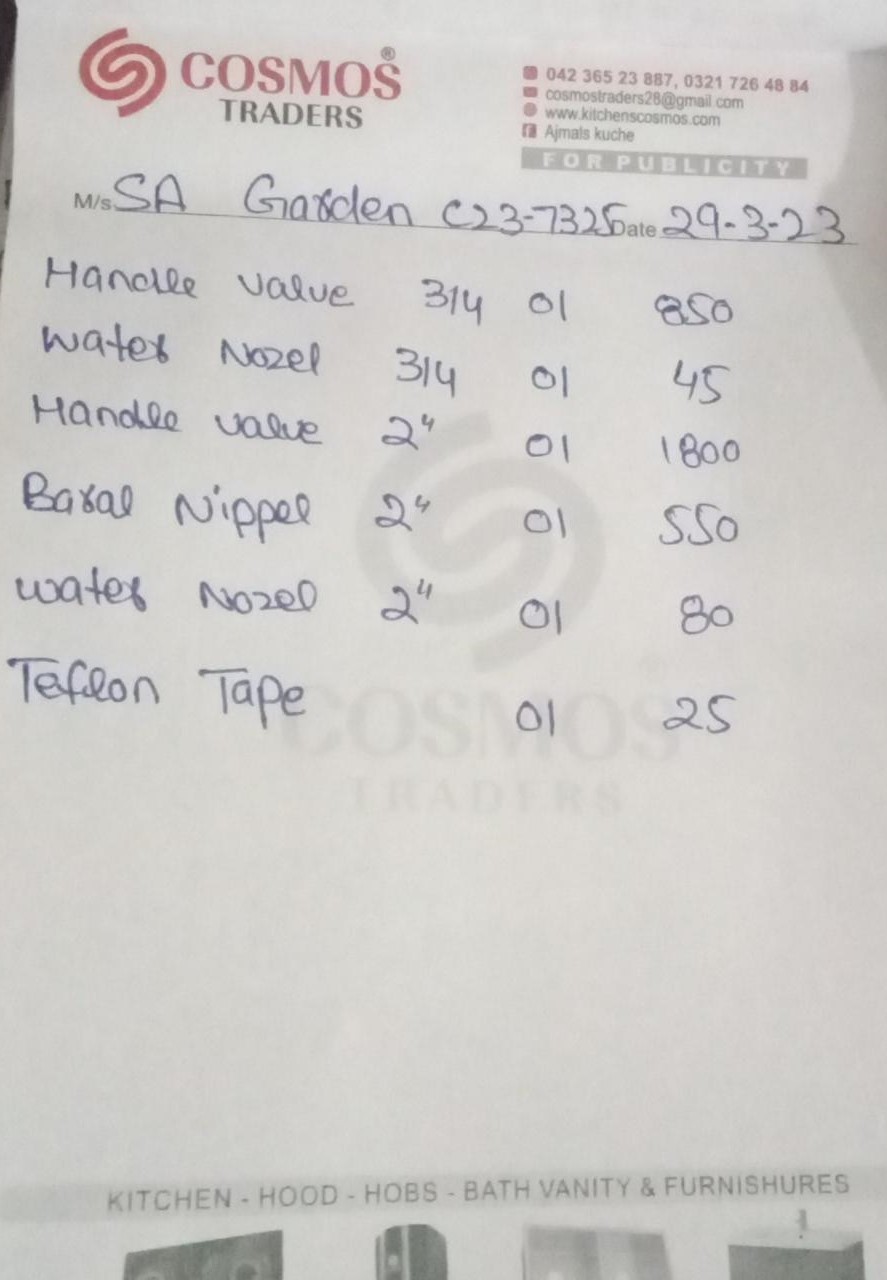 COSMOS®
TRADERS
042 365 23 887, 0321 726 48 84
cosmostraders28@gmail.com
www.kitchenscosmos.com
Ajmals kuche
FOR PUBLICITY
M/s. SA Garden C23-7325 Date 29-3-23
Handle value 3/4 01 850
Water Nozel 3/4 01 45
Handle value 2" 01 1800
Baral Nippel 2" 01 550
water Nozel 2" 01 80
Teflon Tape 01 25
COSMOS
TRADERS
KITCHEN - HOOD - HOBS - BATH VANITY & FURNISHURES